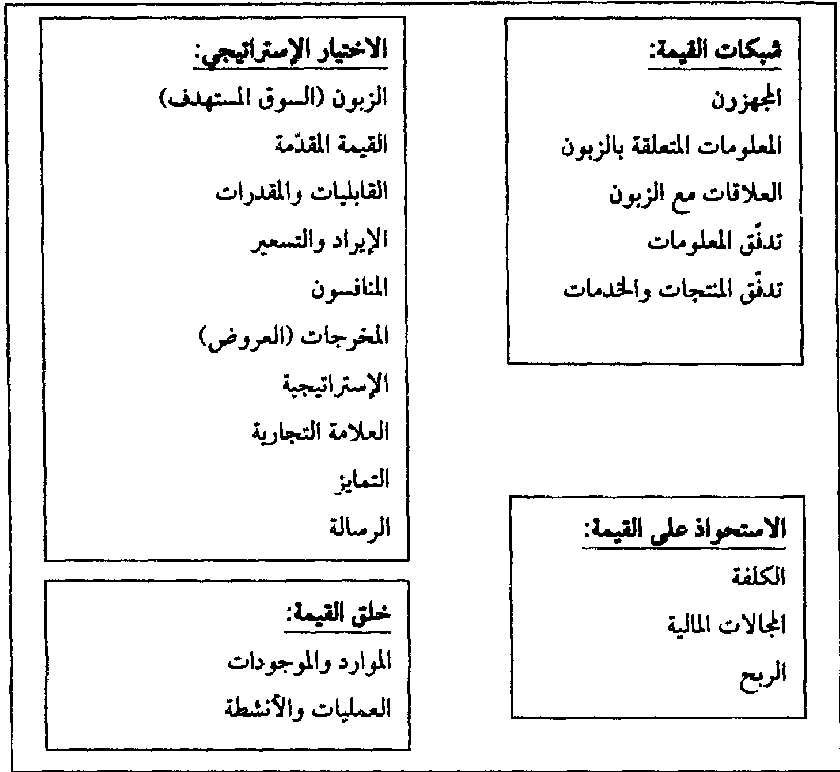 شبكات القيمة:
المجهزون
المعلومات المتعلقة بالزبون
العلاقات مع الزبون
تدفّق المعلومات
تدفّق المنتجات والخدمات
الاختيار الإستراتيجي:
الزبون (السوق المستهدف)
القيمة المقدّمة
القابليات والمقدرات
الإيراد والتسعير
المنافسون
المخرجات (العروض)
الإستراتيجية
العلامة التجارية
التمايز
الرسالة
الاستحواذ على القيمة:
الكلفة
المجالات المالية
الربح
خلق القيمة:
الموارد والموجودات
العمليات والأنشطة